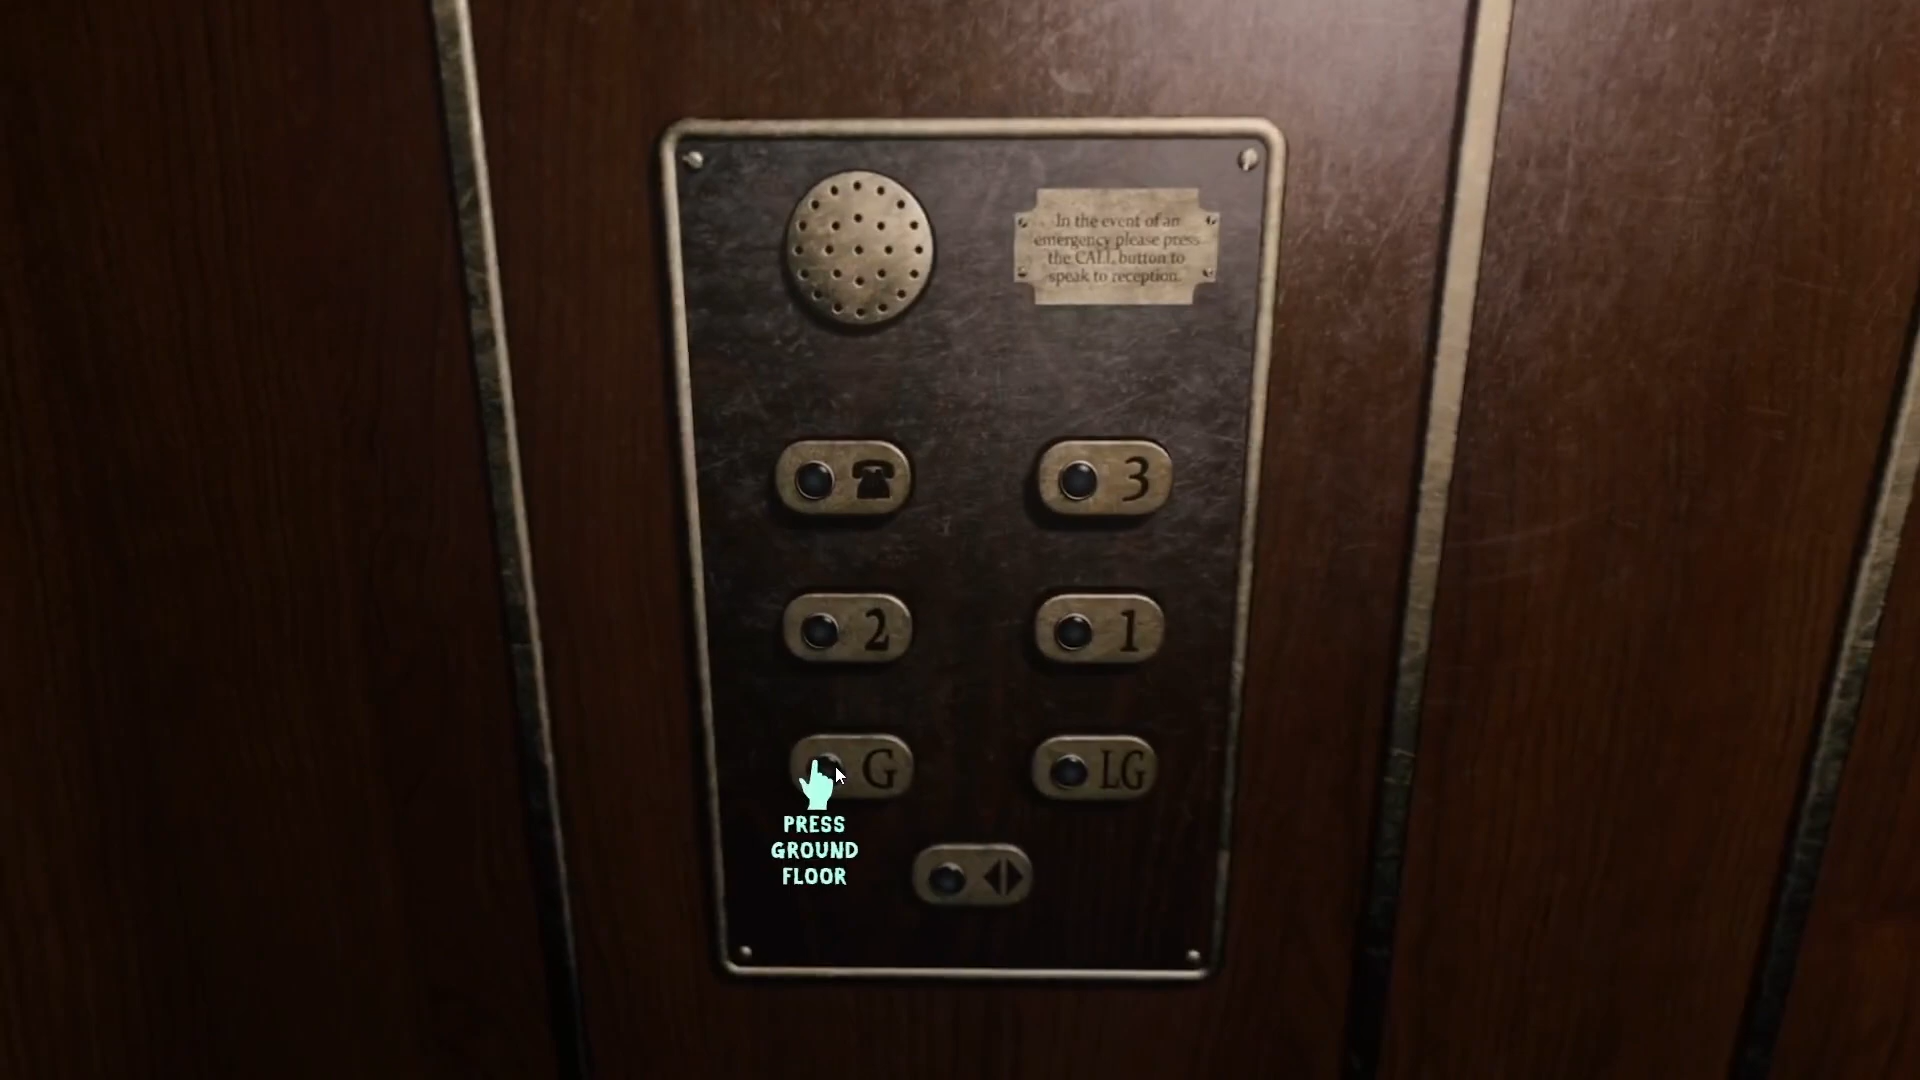 In the event of an
emergency please press
the CALL button to
speak to reception.
3
2
1
G
LG
PRESS
GROUND
FLOOR